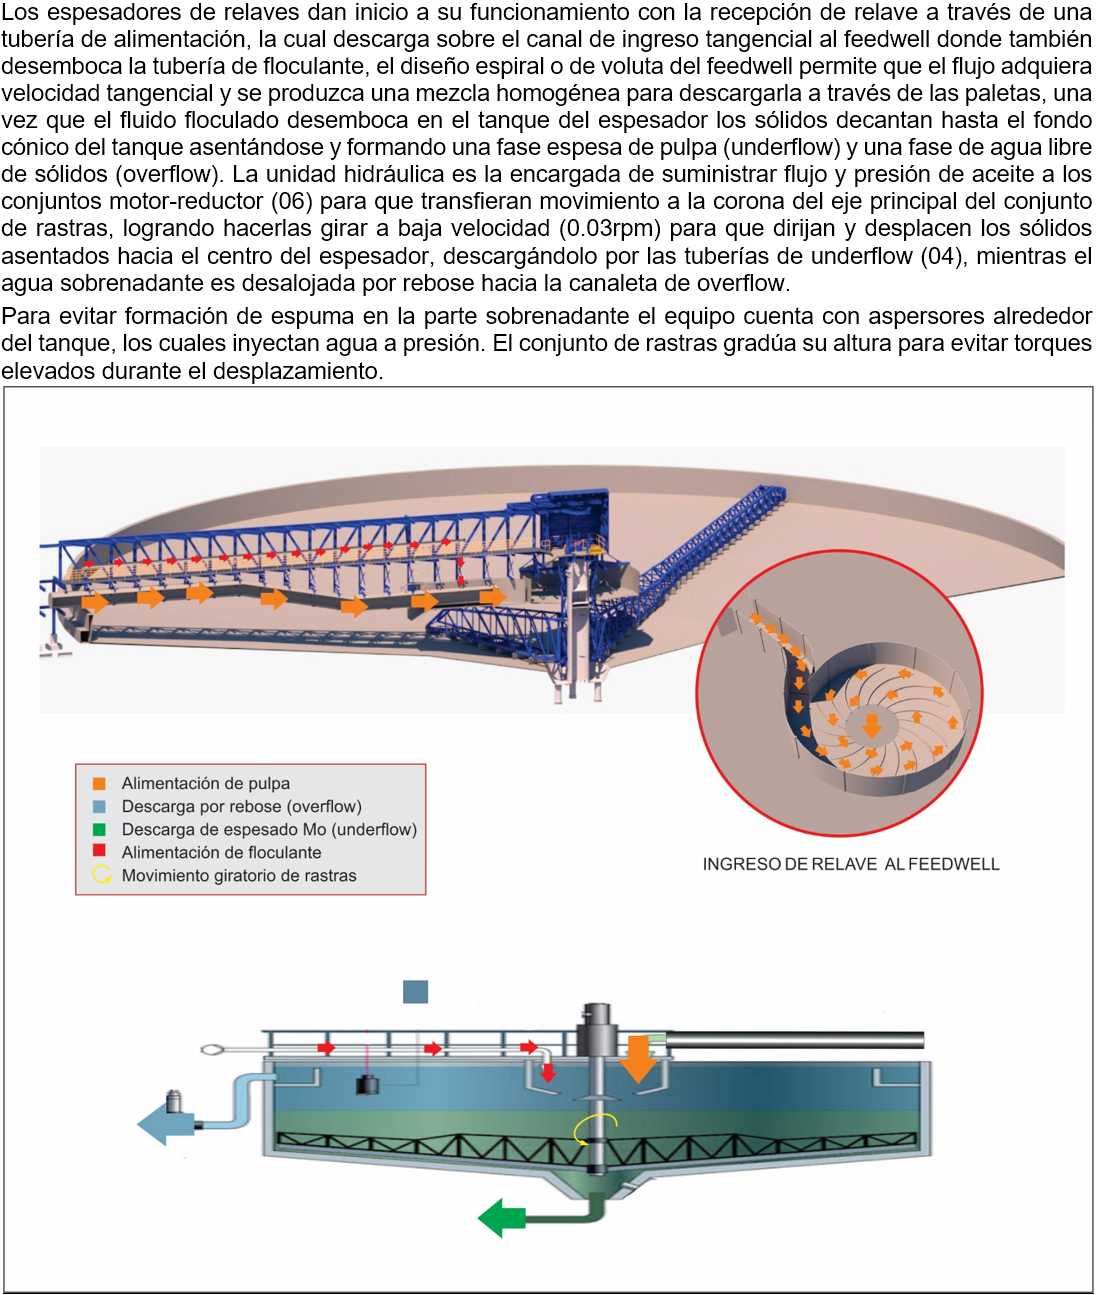 Los espesadores de relaves dan inicio a su funcionamiento con la recepción de relave a través de una
tubería de alimentación, la cual descarga sobre el canal de ingreso tangencial al feedwell donde también
desemboca la tubería de floculante, el diseño espiral o de voluta del feedwell permite que el flujo adquiera
velocidad tangencial y se produzca una mezcla homogénea para descargarla a través de las paletas, una
vez que el fluido floculado desemboca en el tanque del espesador los sólidos decantan hasta el fondo
cónico del tanque asentándose y formando una fase espesa de pulpa (underflow) y una fase de agua libre
de sólidos (overflow). La unidad hidráulica es la encargada de suministrar flujo y presión de aceite a los
conjuntos motor-reductor (06) para que transfieran movimiento a la corona del eje principal del conjunto
de rastras, logrando hacerlas girar a baja velocidad (0.03rpm) para que dirijan y desplacen los sólidos
asentados hacia el centro del espesador, descargándolo por las tuberías de underflow (04), mientras el
agua sobrenadante es desalojada por rebose hacia la canaleta de overflow.
Para evitar formación de espuma en la parte sobrenadante el equipo cuenta con aspersores alrededor
del tanque, los cuales inyectan agua a presión. El conjunto de rastras gradúa su altura para evitar torques
elevados durante el desplazamiento.
Alimentación de pulpa
Descarga por rebose (overflow)
Descarga de espesado Mo (underflow)
Alimentación de floculante
Movimiento giratorio de rastras
INGRESO DE RELAVE AL FEEDWELL